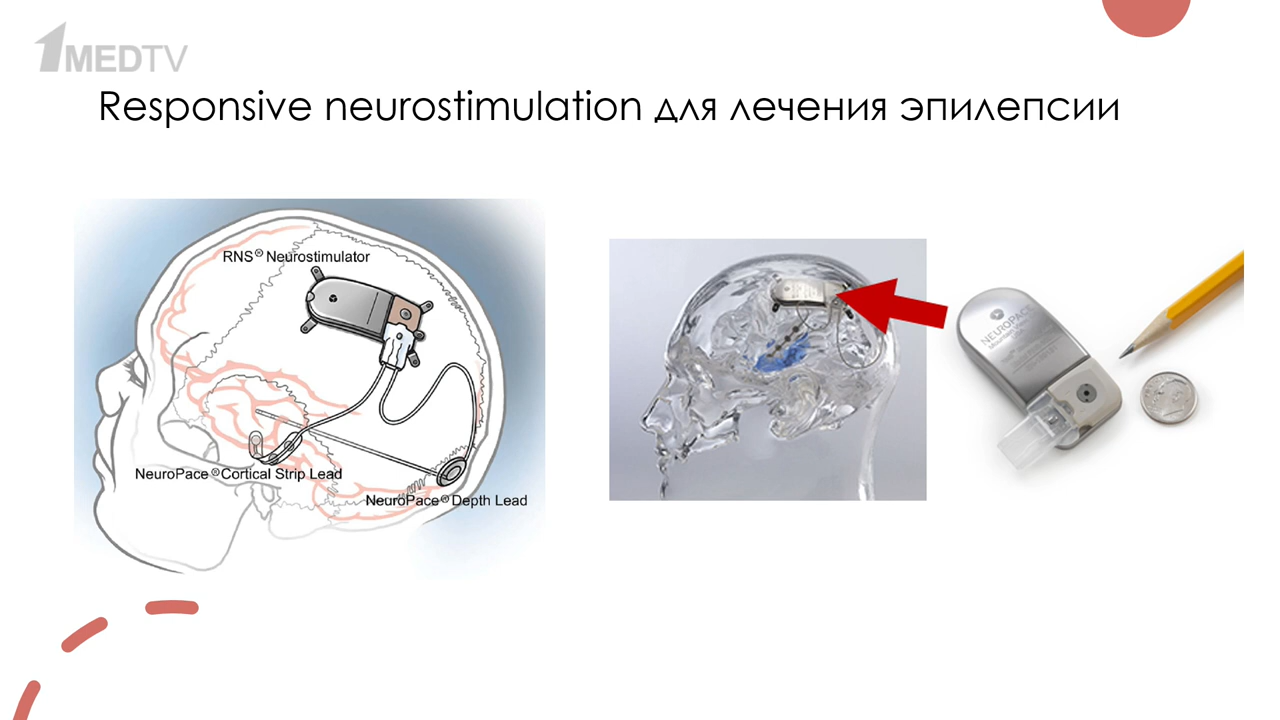 1MEDTV
Responsive neurostimulation для лечения эпилепсии
RNS® Neurostimulator
NeuroPace® Cortical Strip Lead
NeuroPace® Depth Lead
NEUROPACE